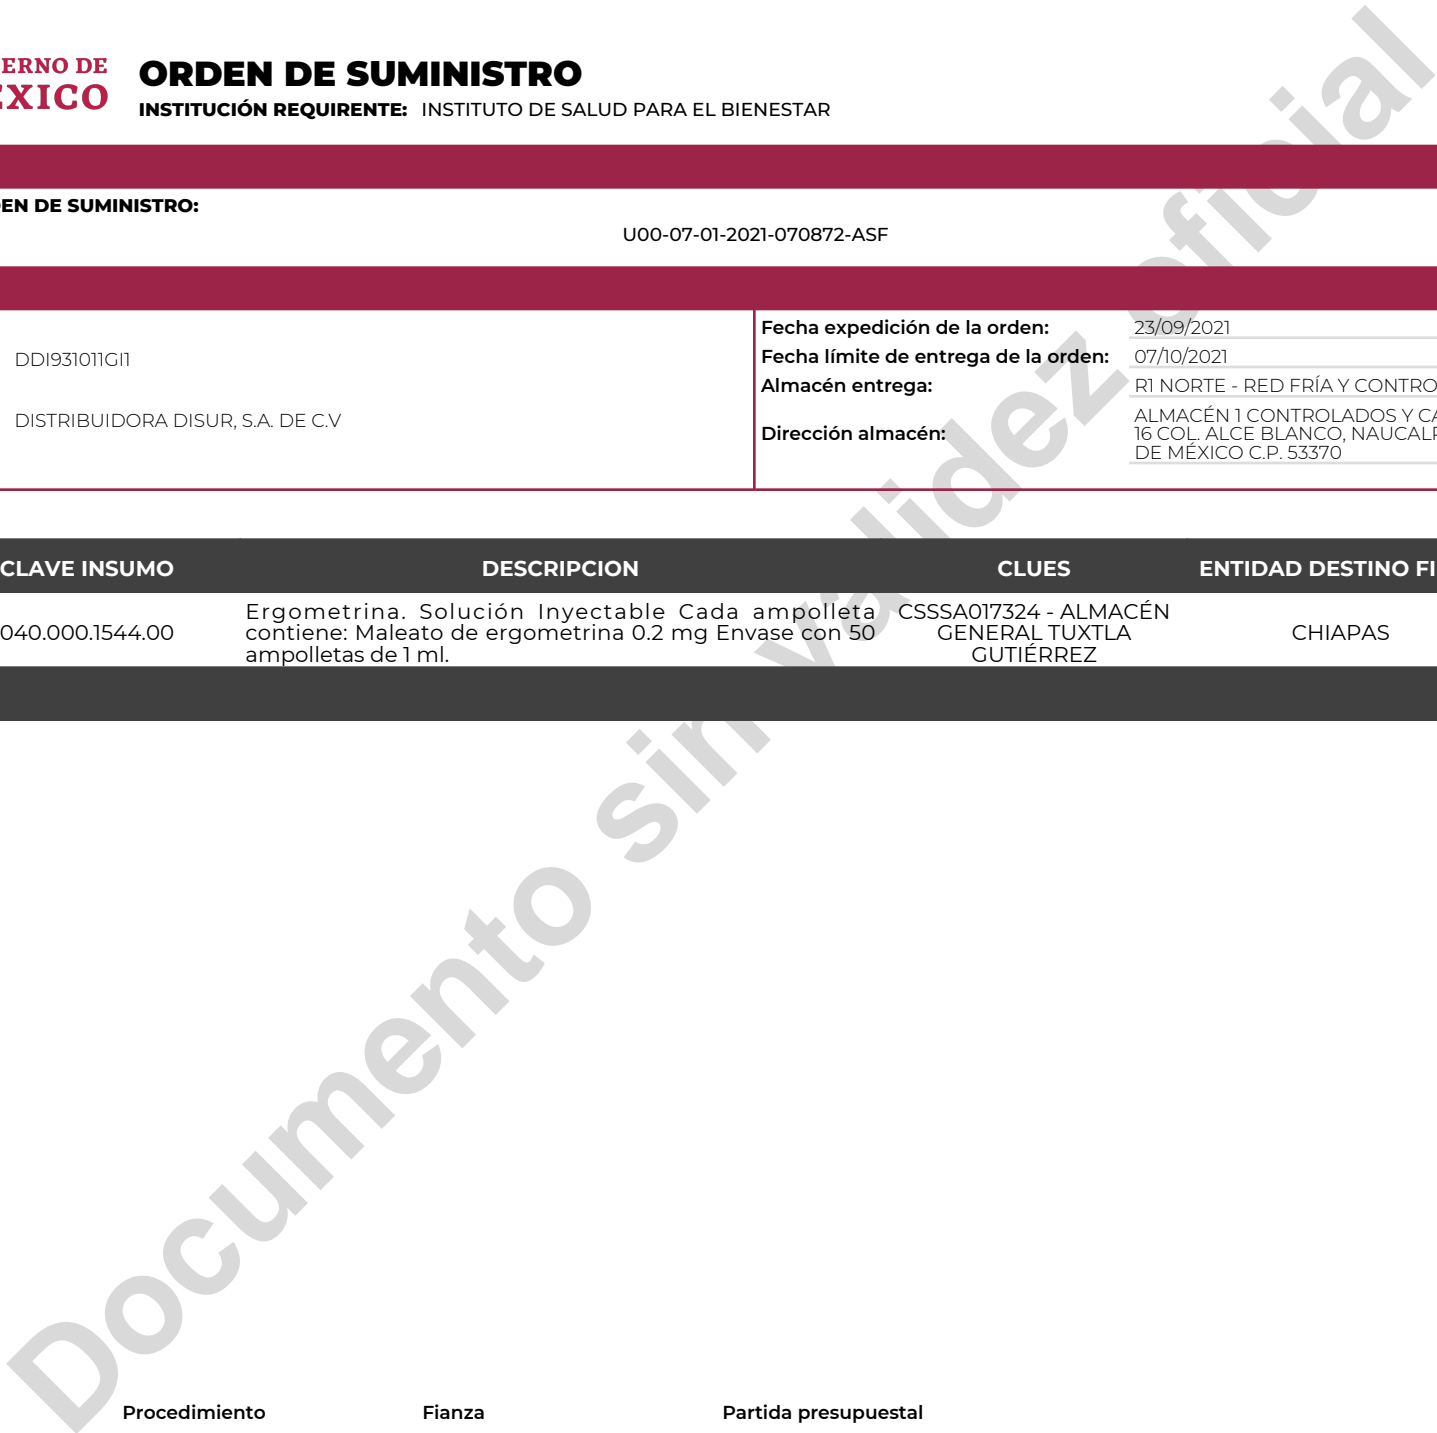 ERNO DE
ÉXICO
ORDEN DE SUMINISTRO
INSTITUCIÓN REQUIRENTE: INSTITUTO DE SALUD PARA EL BIENESTAR
EN DE SUMINISTRO:
U00-07-01-2021-070872-ASF
DDI931011GI1
DISTRIBUIDORA DISUR, S.A. DE C.V
Fecha expedición de la orden: 23/09/2021
Fecha límite de entrega de la orden: 07/10/2021
Almacén entrega: R1 NORTE - RED FRÍA Y CONTRO
Dirección almacén:
ALMACÉN 1 CONTROLADOS Y CA
16 COL. ALCE BLANCO, NAUCALP
DE MÉXICO C.P. 53370
CLAVE INSUMO DESCRIPCION CLUES ENTIDAD DESTINO FI
040.000.1544.00
Ergometrina. Solución Inyectable Cada ampolleta
contiene: Maleato de ergometrina 0.2 mg Envase con 50
ampolletas de 1 ml.
CSSSA017324 - ALMACÉN
GENERAL TUXTLA
GUTIÉRREZ
CHIAPAS
Documento sin validez oficial
Procedimiento Fianza Partida presupuestal